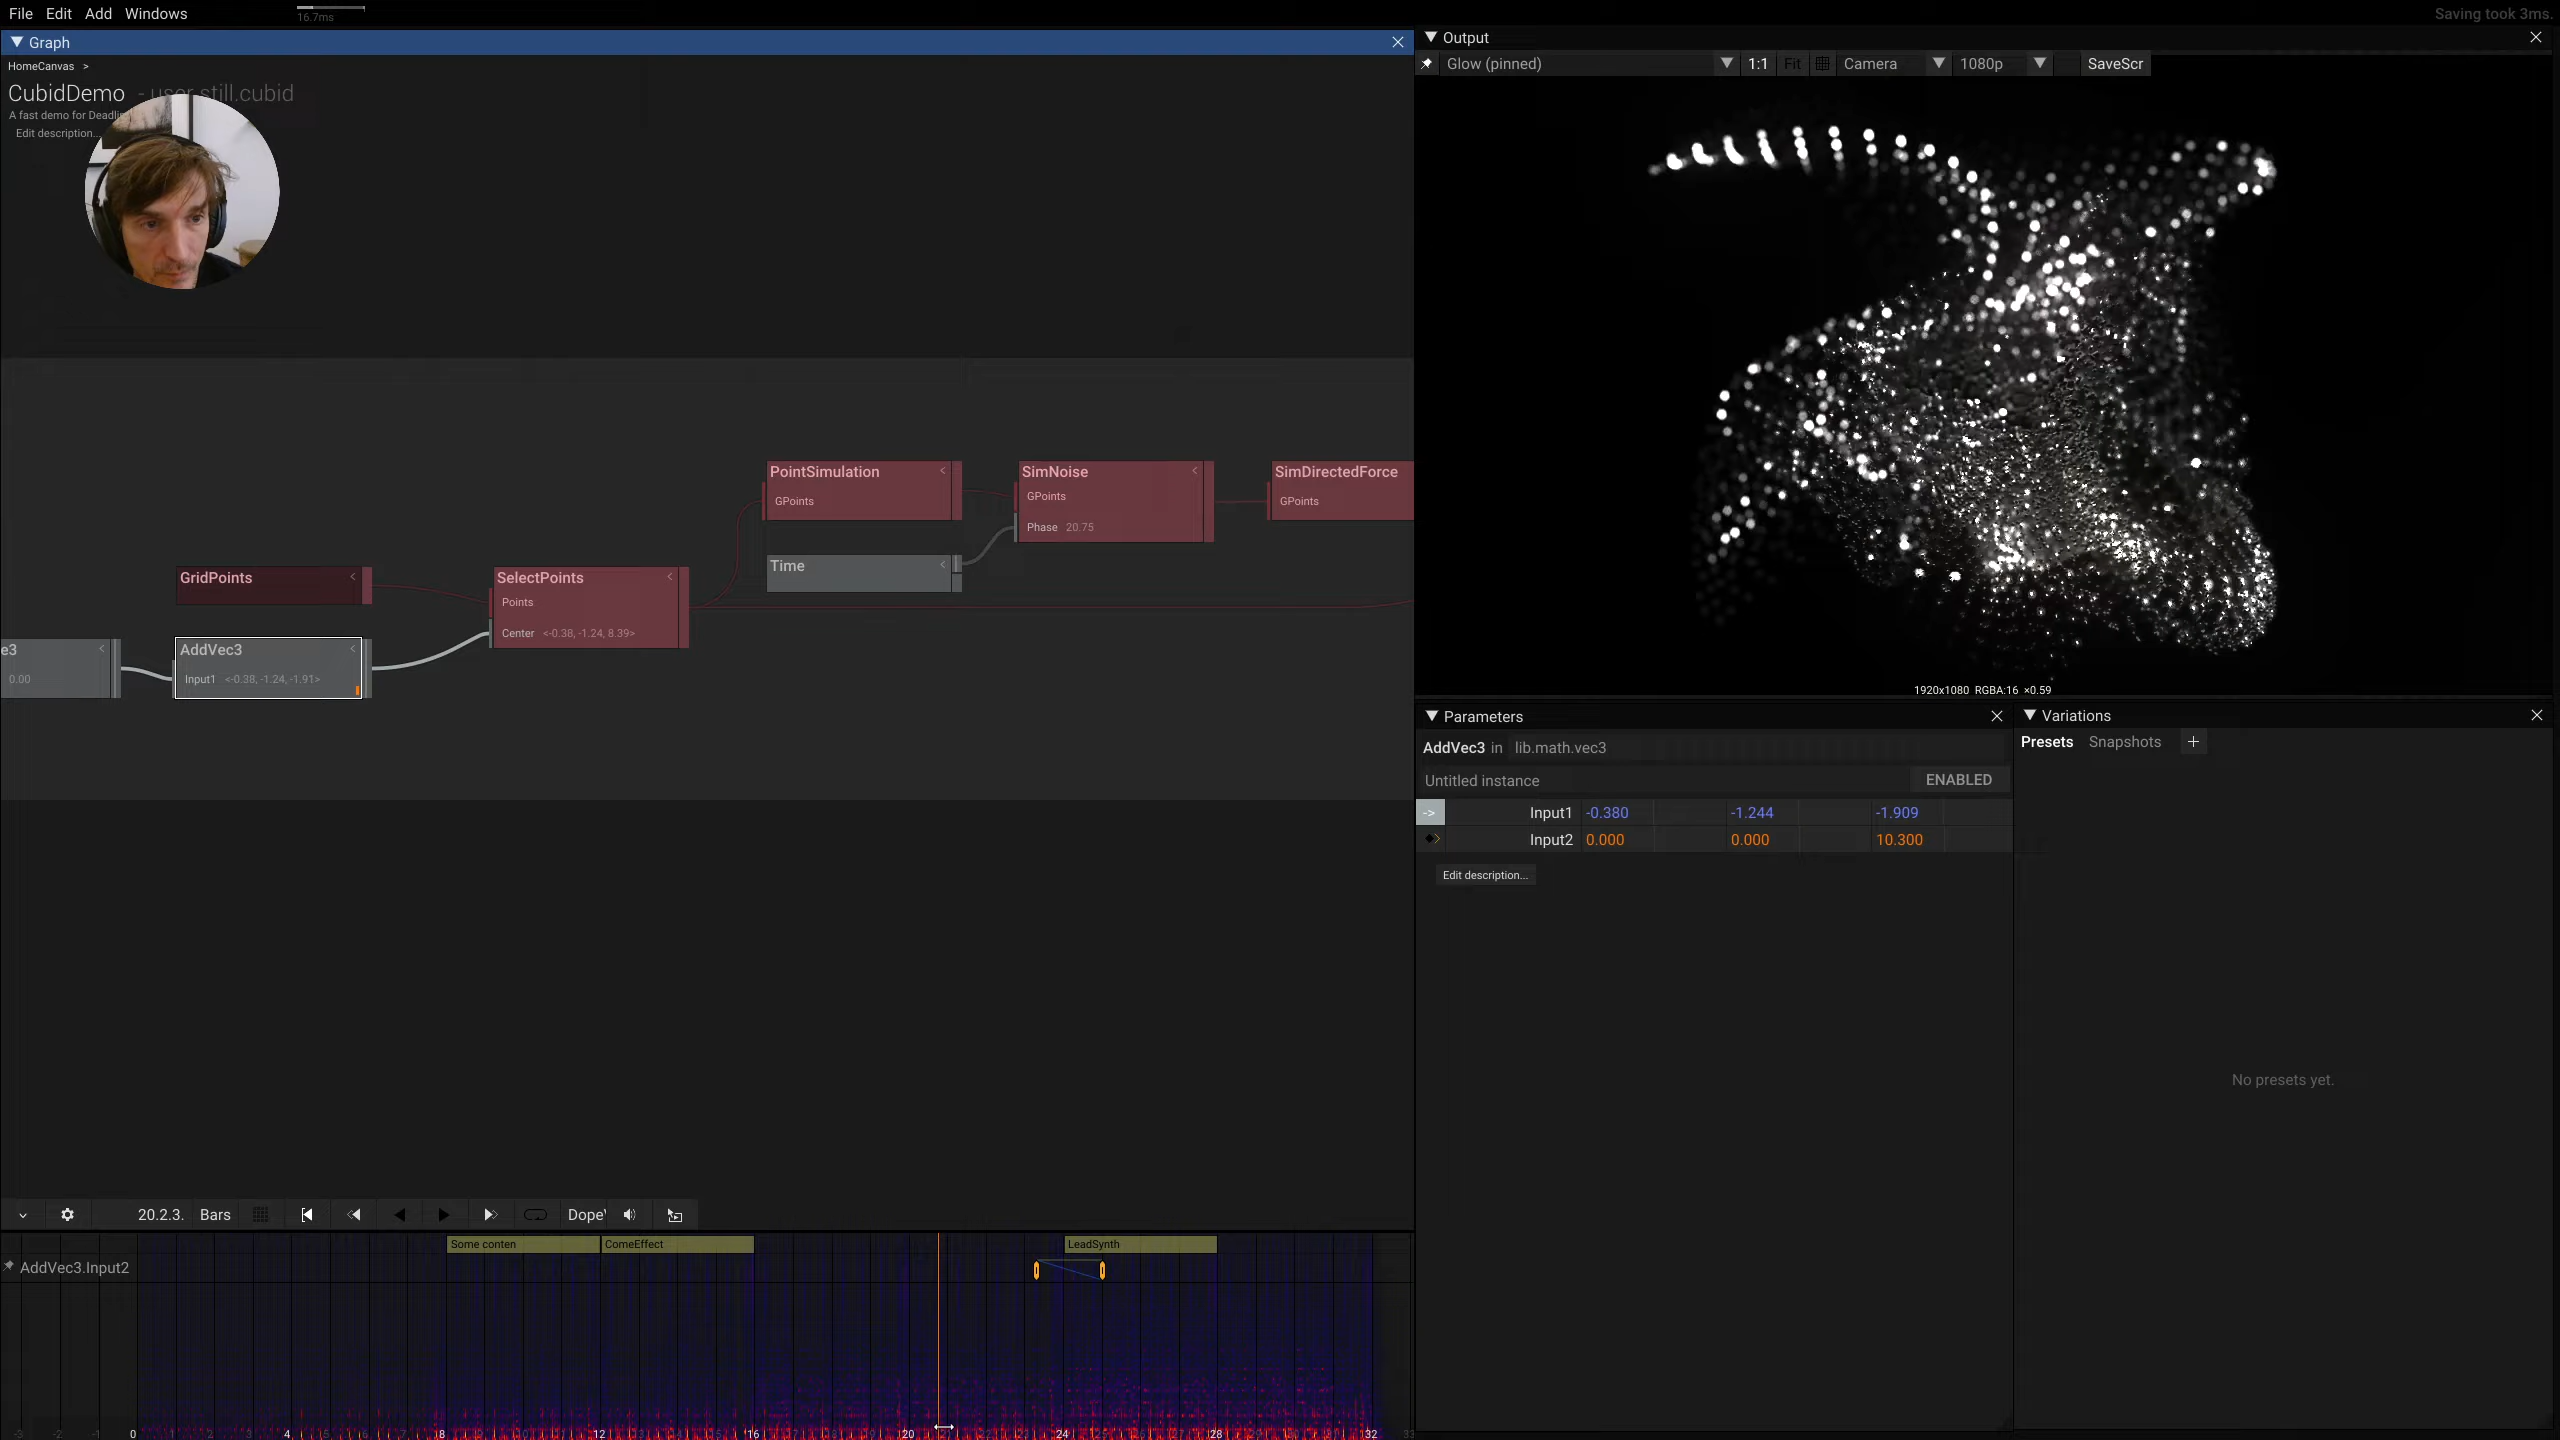 File Edit Add Windows
16.7ms
Saving took 3ms.
Graph
HomeCanvas >
CubidDemo - user.still.cubid
A fast demo for
Edit description...
PointSimulation <
GPoints
SimNoise <
GPoints
Phase 20.75
SimDirectedForce
GPoints
Time <
GridPoints <
SelectPoints <
Points
Center <-0.38, -1.24, 8.39>
e3 <
0.00
AddVec3 <
Input1 <-0.38, -1.24, -1.91>
Output
Glow (pinned) 1:1 Fit Camera 1080p SaveScr
1920x1080 RGBA:16 ×0.59
Parameters
AddVec3 in lib.math.vec3
Untitled instance ENABLED
-> Input1 -0.380 -1.244 -1.909
Input2 0.000 0.000 10.300
Edit description...
Variations
Presets Snapshots +
No presets yet.
20.2.3. Bars DopeV
Some conten ComeEffect LeadSynth
AddVec3.Input2
-3 -2 -1 0 4 8 12 16 20 24 28 32